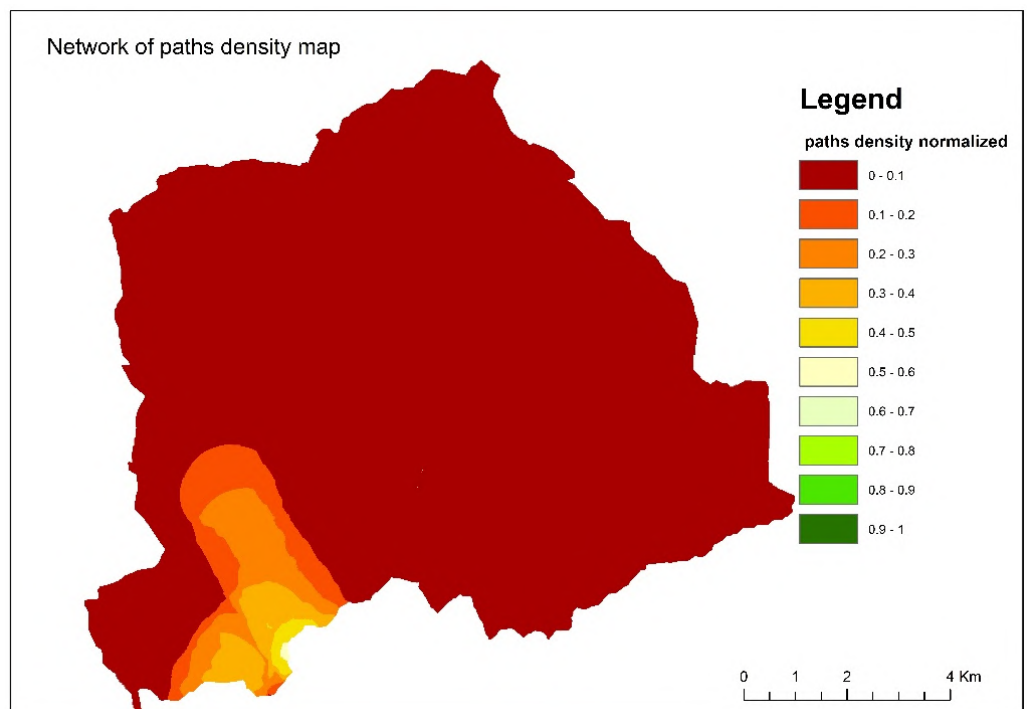 Network of paths density map
Legend
paths density normalized
0 - 0.1
0.1 - 0.2
0.2 - 0.3
0.3 - 0.4
0.4 - 0.5
0.5 - 0.6
0.6 - 0.7
0.7 - 0.8
0.8 - 0.9
0.9 - 1
0 1 2 4 Km